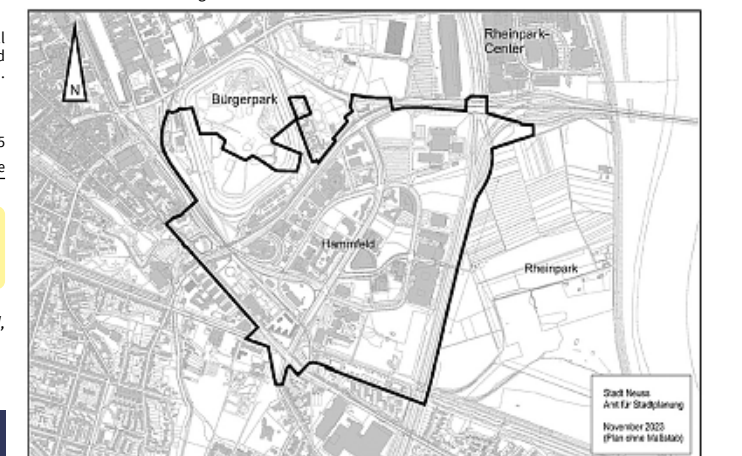 Rheinpark-
Center
Bürgerpark
N
Hammfeld
Rheinpark
Stadt Neuss
Amt für Stadtplanung
November 2023
(Plan ohne Maßstab)